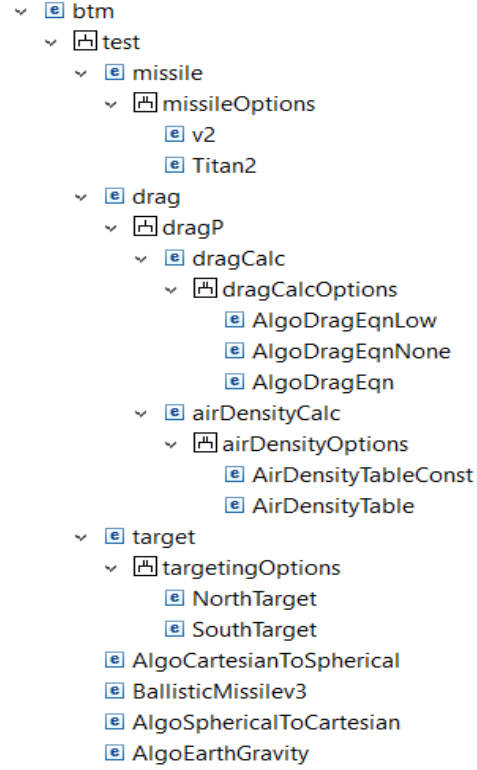 btm
test
missile
missileOptions
v2
Titan2
drag
dragP
dragCalc
dragCalcOptions
AlgoDragEqnLow
AlgoDragEqnNone
AlgoDragEqn
airDensityCalc
airDensityOptions
AirDensityTableConst
AirDensityTable
target
targetingOptions
NorthTarget
SouthTarget
AlgoCartesianToSpherical
BallisticMissilev3
AlgoSphericalToCartesian
AlgoEarthGravity